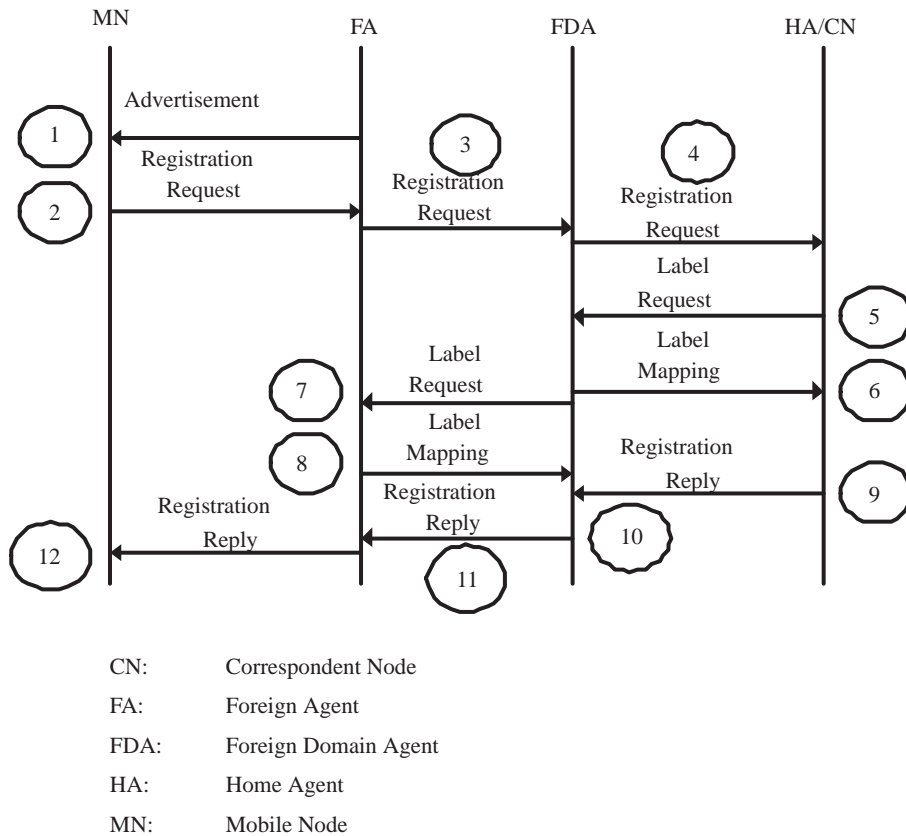 MN FA FDA HA/CN
Advertisement
1
3
4
Registration
Request
2
Registration
Request
Registration
Request
Label
Request
5
Label
Request
7
Label
Mapping
6
Label
Mapping
8
Registration
Reply
9
Registration
Reply
10
Registration
Reply
12
11
CN: Correspondent Node
FA: Foreign Agent
FDA: Foreign Domain Agent
HA: Home Agent
MN: Mobile Node